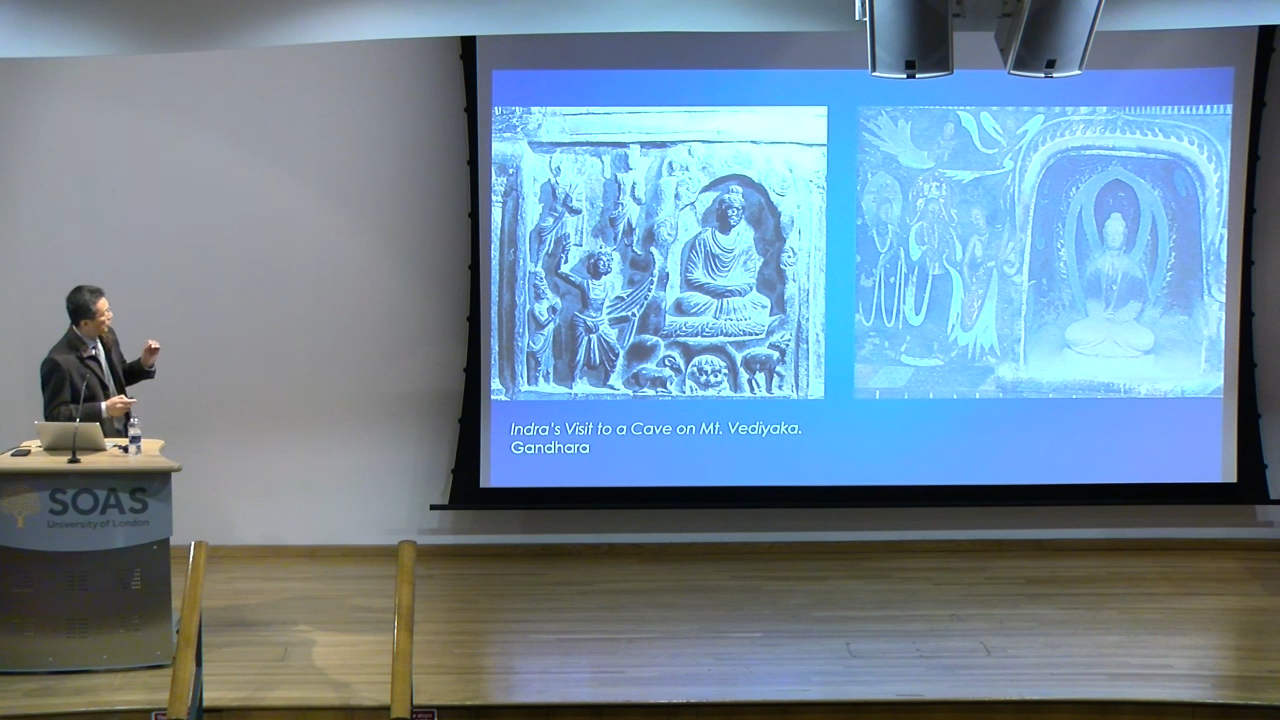 Indra's Visit to a Cave on Mt. Vediyaka.
Gandhara
SOAS
University of London